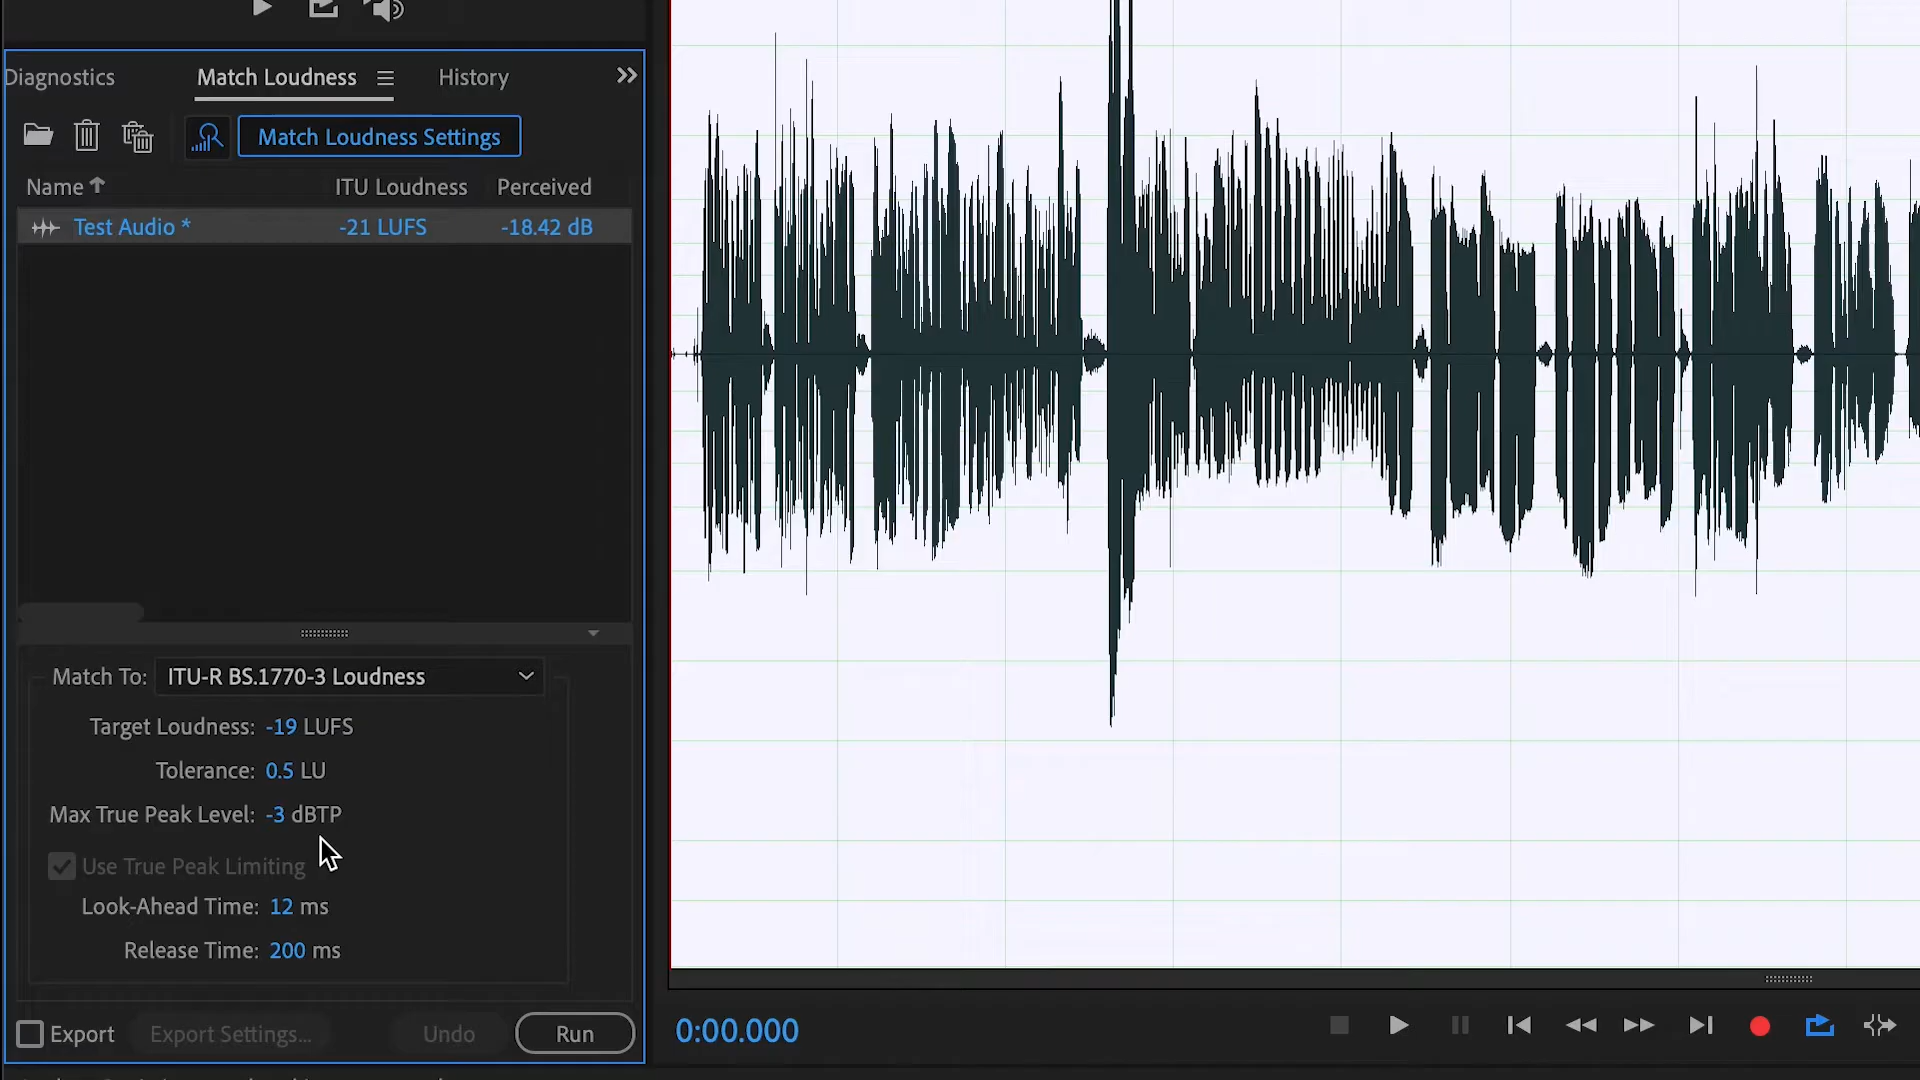 Diagnostics Match Loudness History
Match Loudness Settings
Name ITU Loudness Perceived
Test Audio * -21 LUFS -18.42 dB
Match To: ITU-R BS.1770-3 Loudness
Target Loudness: -19 LUFS
Tolerance: 0.5 LU
Max True Peak Level: -3 dBTP
Use True Peak Limiting
Look-Ahead Time: 12 ms
Release Time: 200 ms
Export Export Settings... Undo Run
0:00.000